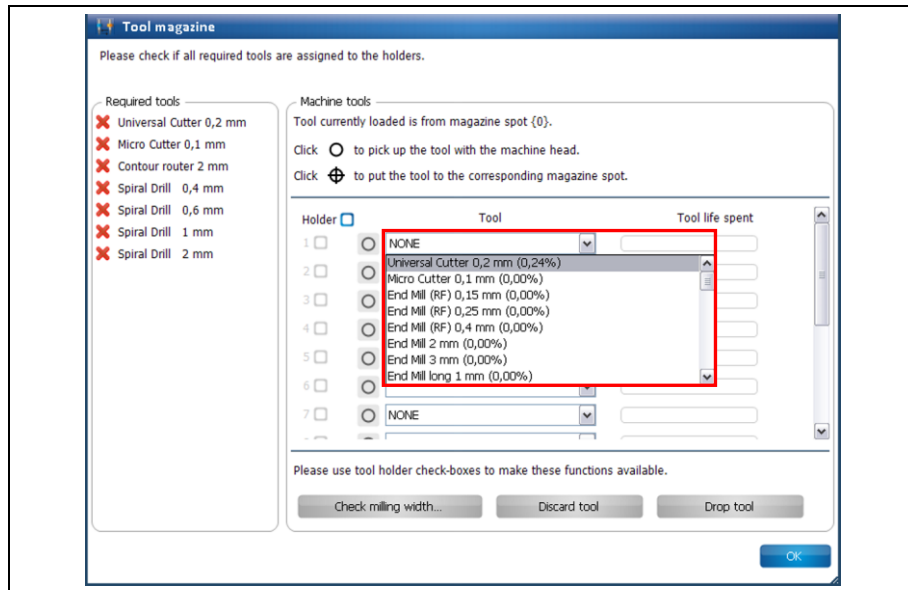 Tool magazine
Please check if all required tools are assigned to the holders.
Required tools
Universal Cutter 0,2 mm
Micro Cutter 0,1 mm
Contour router 2 mm
Spiral Drill 0,4 mm
Spiral Drill 0,6 mm
Spiral Drill 1 mm
Spiral Drill 2 mm
Machine tools
Tool currently loaded is from magazine spot {0}.
Click to pick up the tool with the machine head.
Click to put the tool to the corresponding magazine spot.
Holder Tool Tool life spent
1 NONE
Universal Cutter 0,2 mm (0,24%)
2
Micro Cutter 0,1 mm (0,00%)
3
End Mill (RF) 0,15 mm (0,00%)
End Mill (RF) 0,25 mm (0,00%)
4
End Mill (RF) 0,4 mm (0,00%)
End Mill 2 mm (0,00%)
5
End Mill 3 mm (0,00%)
End Mill long 1 mm (0,00%)
6
7 NONE
Please use tool holder check-boxes to make these functions available.
Check milling width... Discard tool Drop tool
OK